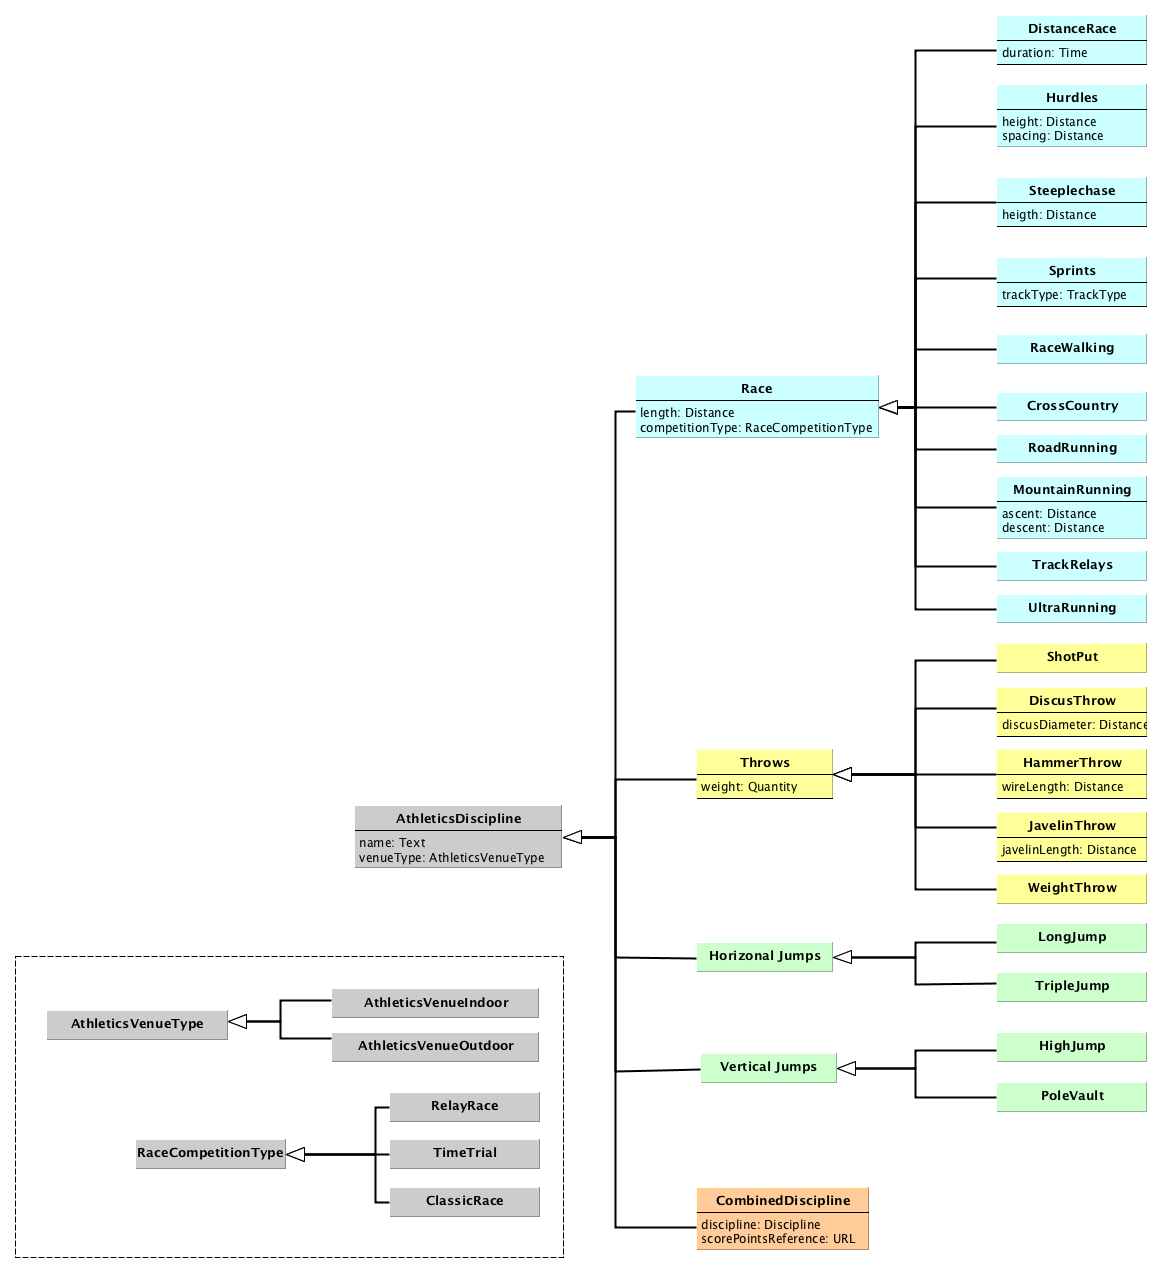 DistanceRace
duration: Time
Hurdles
height: Distance
spacing: Distance
Steeplechase
heigth: Distance
Sprints
trackType: TrackType
RaceWalking
Race
length: Distance
competitionType: RaceCompetitionType
CrossCountry
RoadRunning
MountainRunning
ascent: Distance
descent: Distance
TrackRelays
UltraRunning
ShotPut
DiscusThrow
discusDiameter: Distance
Throws
weight: Quantity
HammerThrow
wireLength: Distance
JavelinThrow
javelinLength: Distance
WeightThrow
AthleticsDiscipline
name: Text
venueType: AthleticsVenueType
Horizonal Jumps
LongJump
TripleJump
Vertical Jumps
HighJump
PoleVault
AthleticsVenueType
AthleticsVenueIndoor
AthleticsVenueOutdoor
RaceCompetitionType
RelayRace
TimeTrial
ClassicRace
CombinedDiscipline
discipline: Discipline
scorePointsReference: URL